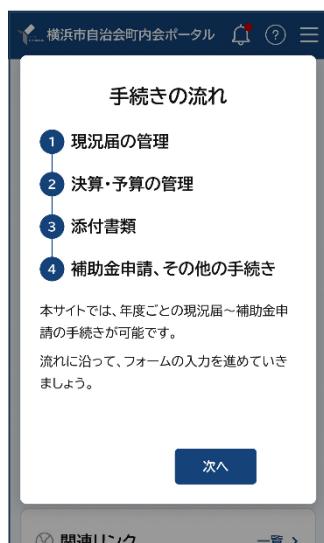 横浜市自治会町内会ポータル
手続きの流れ
1 現況届の管理
2 決算・予算の管理
3 添付書類
4 補助金申請、その他の手続き
本サイトでは、年度ごとの現況届~補助金申
請の手続きが可能です。
流れに沿って、フォームの入力を進めていき
ましょう。
次へ
関連リンク 一覧